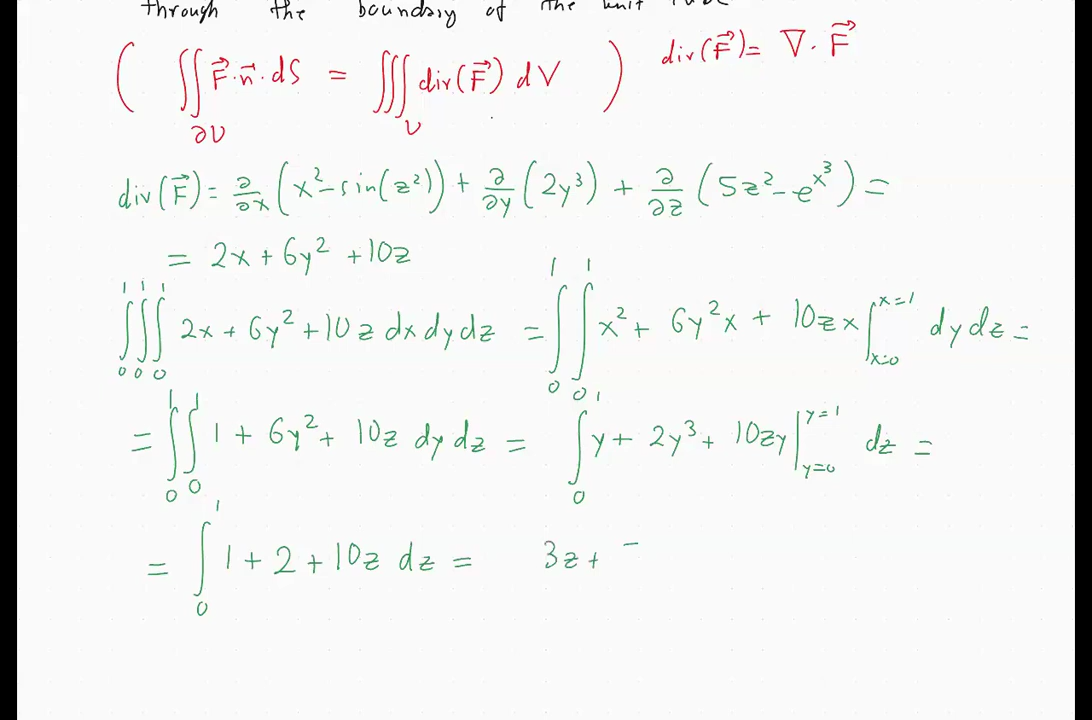 through the boundary of the unit
( ∬_∂U F⃗·n⃗·dS = ∭_U div(F⃗) dV ) div(F⃗) = ∇·F⃗
div(F⃗) = ∂/∂x (x² - sin(z²)) + ∂/∂y (2y³) + ∂/∂z (5z² - e^x³) =
= 2x + 6y² + 10z
∫₀¹∫₀¹∫₀¹ 2x + 6y² + 10z dx dy dz = ∫₀¹∫₀¹ x² + 6y²x + 10zx |_{x=0}^{x=1} dy dz =
= ∫₀¹∫₀¹ 1 + 6y² + 10z dy dz = ∫₀¹ y + 2y³ + 10zy |_{y=0}^{y=1} dz =
= ∫₀¹ 1 + 2 + 10z dz = 3z +